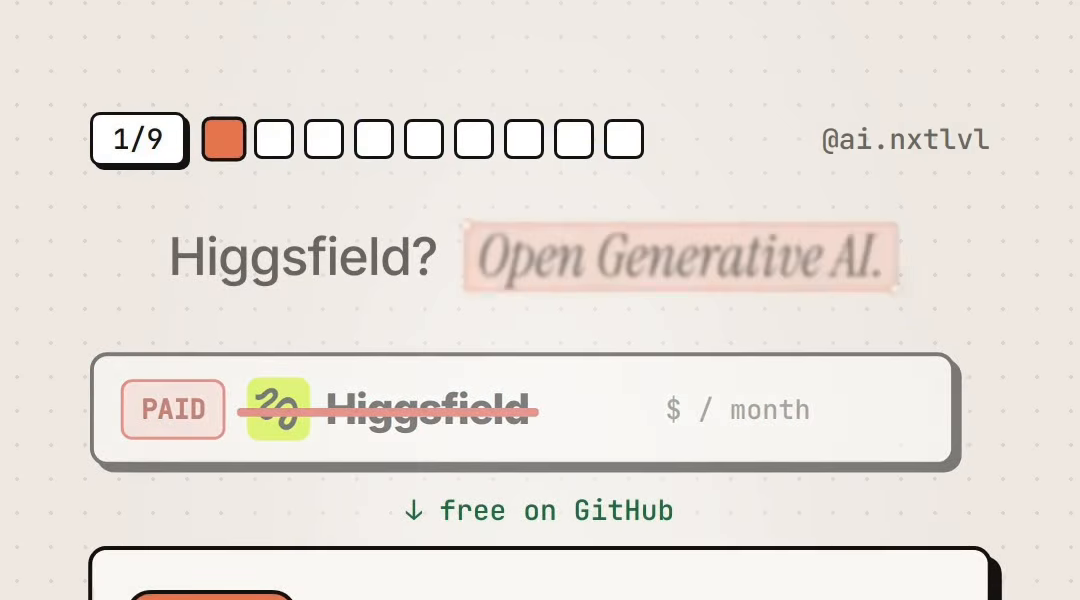 1/9
@ai.nxtlvl
Higgsfield? Open Generative AI.
PAID Higgsfield $ / month
↓ free on GitHub